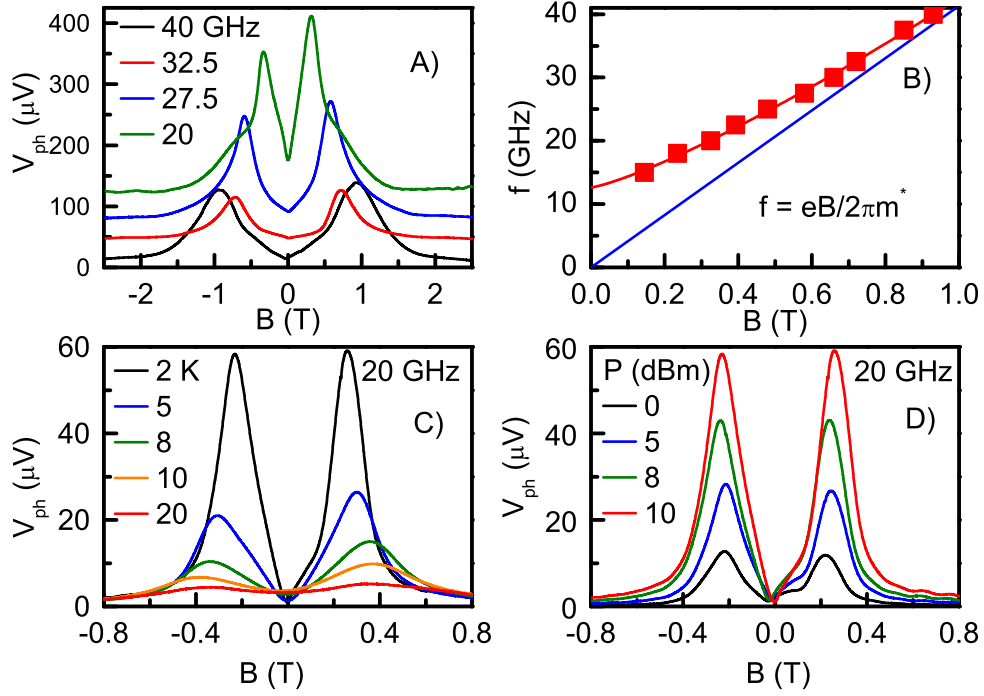 400
300
200
100
0
V_ph (μV)
40 GHz
32.5
27.5
20
A)
-2 -1 0 1 2
B (T)
40
30
20
10
0
f (GHz)
B)
f = eB/2πm*
0.0 0.2 0.4 0.6 0.8 1.0
B (T)
60
40
20
0
V_ph (μV)
2 K
5
8
10
20
20 GHz
C)
-0.8 -0.4 0.0 0.4 0.8
B (T)
60
40
20
0
V_ph (μV)
P (dBm)
0
5
8
10
20 GHz
D)
-0.8 -0.4 0.0 0.4 0.8
B (T)